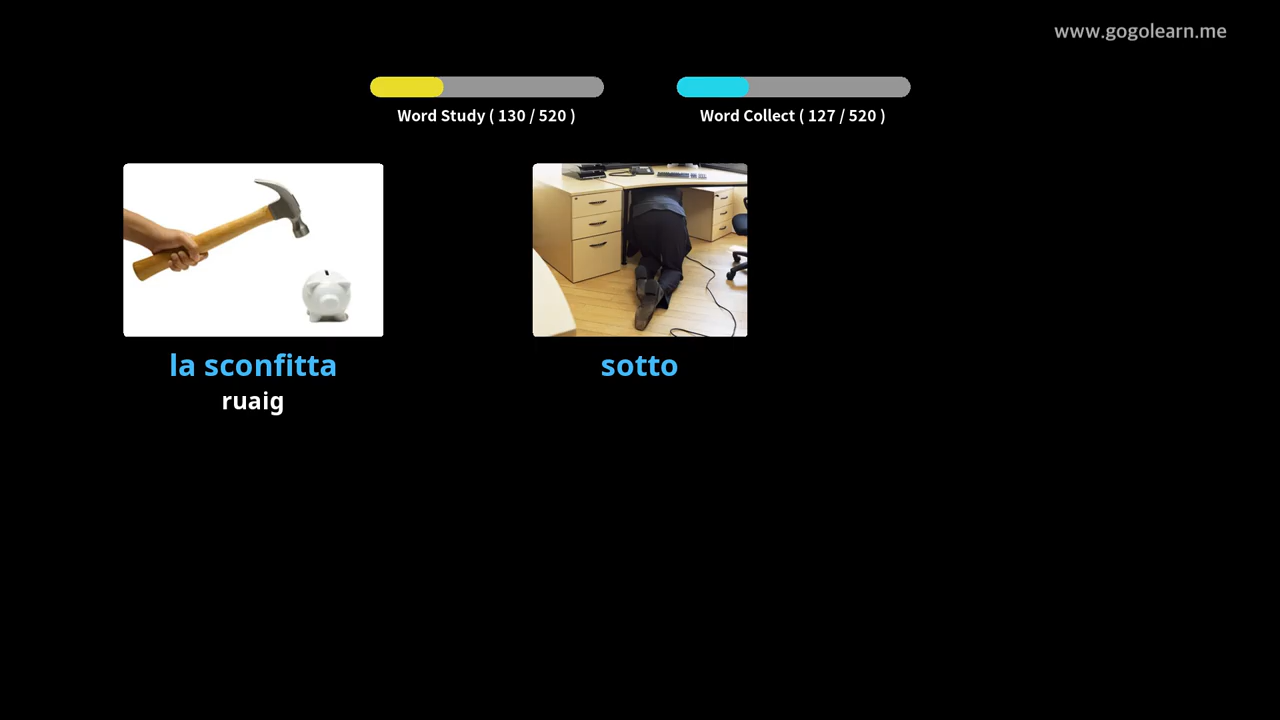 www.gogolearn.me
Word Study ( 130 / 520 )
Word Collect ( 127 / 520 )
la sconfitta
ruaig
sotto